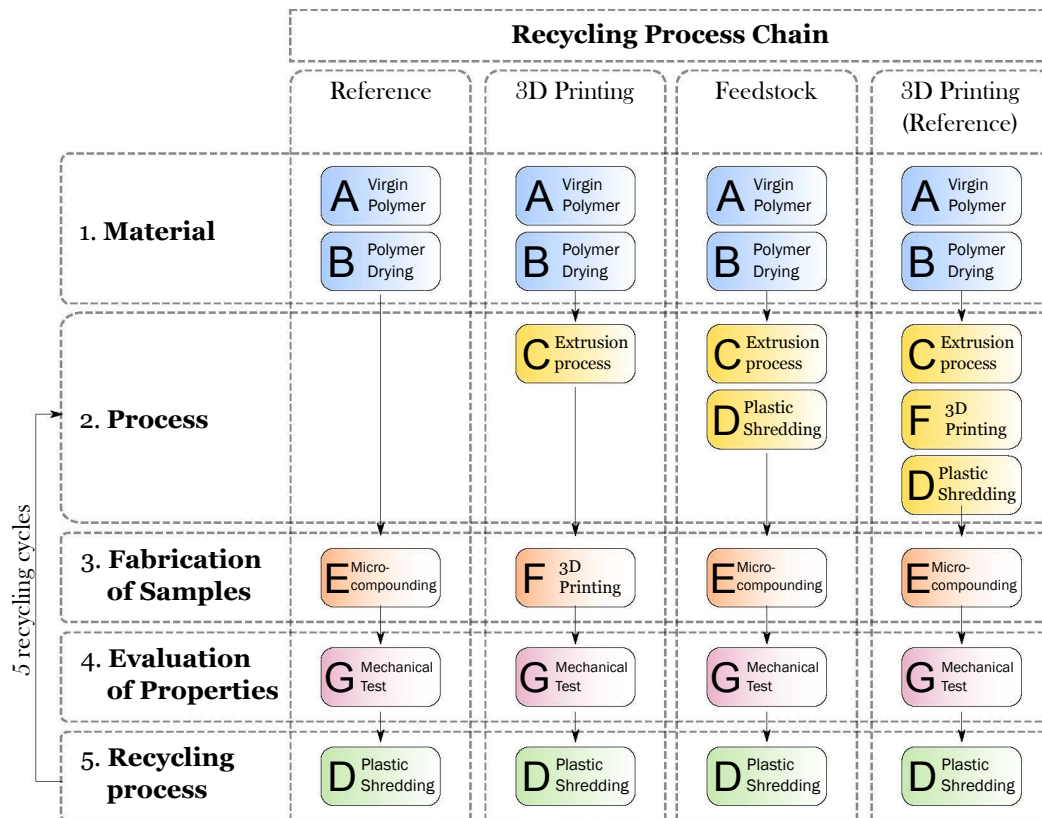 Recycling Process Chain
Reference
3D Printing
Feedstock
3D Printing
(Reference)
1. Material
A Virgin
Polymer
A Virgin
Polymer
A Virgin
Polymer
A Virgin
Polymer
B Polymer
Drying
B Polymer
Drying
B Polymer
Drying
B Polymer
Drying
2. Process
C Extrusion
process
C Extrusion
process
C Extrusion
process
D Plastic
Shredding
F 3D
Printing
D Plastic
Shredding
3. Fabrication
of Samples
E Micro-
compounding
F 3D
Printing
E Micro-
compounding
E Micro-
compounding
4. Evaluation
of Properties
G Mechanical
Test
G Mechanical
Test
G Mechanical
Test
G Mechanical
Test
5. Recycling
process
D Plastic
Shredding
D Plastic
Shredding
D Plastic
Shredding
D Plastic
Shredding
5 recycling cycles